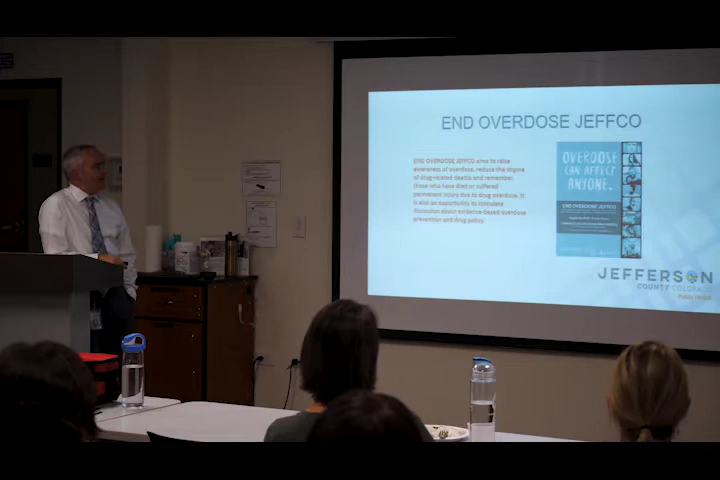 END OVERDOSE JEFFCO
END OVERDOSE JEFFCO aims to raise
awareness of overdose, reduce the stigma
of drug-related deaths and remember
those who have died or suffered
permanent injury due to drug overdose. It
is also an opportunity to stimulate
discussion about evidence-based overdose
prevention and drug policy.
OVERDOSE
CAN AFFECT
ANYONE.
END OVERDOSE JEFFCO
JEFFERSON
COUNTY COLORADO
Public Health